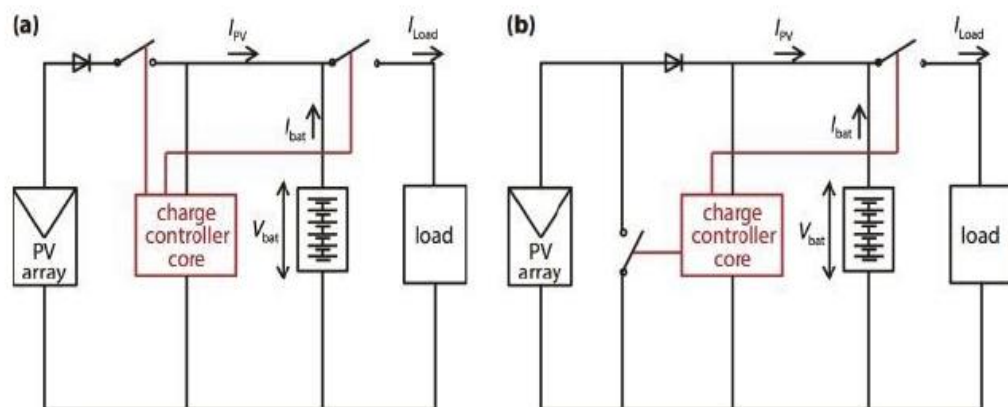 (a)
I_PV
I_Load
I_bat
PV
array
charge
controller
core
V_bat
load
(b)
I_PV
I_Load
I_bat
PV
array
charge
controller
core
V_bat
load